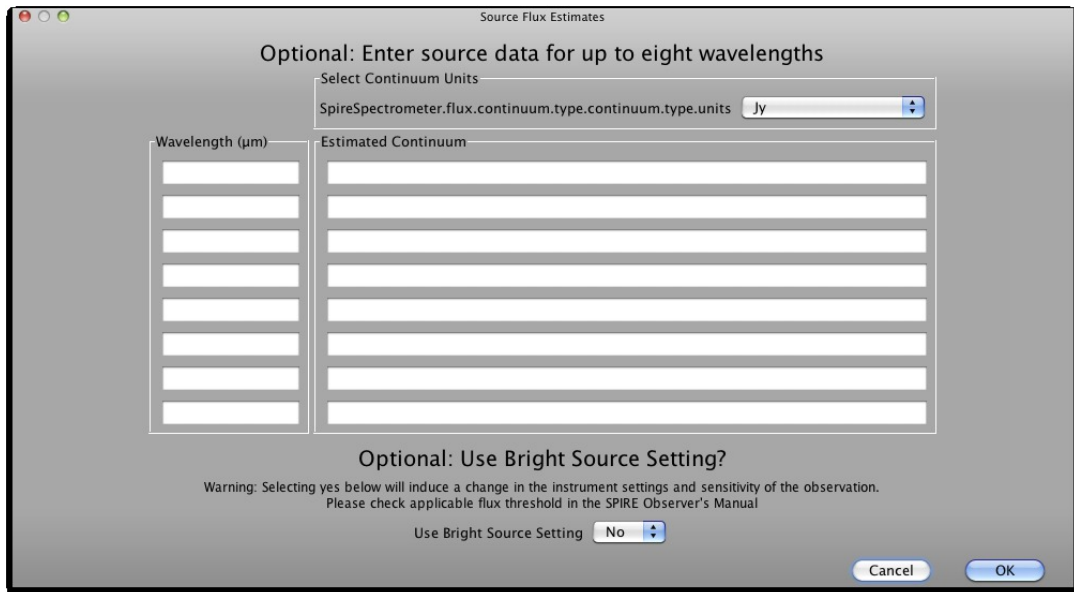 Source Flux Estimates
Optional: Enter source data for up to eight wavelengths
Select Continuum Units
SpireSpectrometer.flux.continuum.type.continuum.type.units Jy
Wavelength (µm) Estimated Continuum
Optional: Use Bright Source Setting?
Warning: Selecting yes below will induce a change in the instrument settings and sensitivity of the observation.
Please check applicable flux threshold in the SPIRE Observer's Manual
Use Bright Source Setting No
Cancel OK